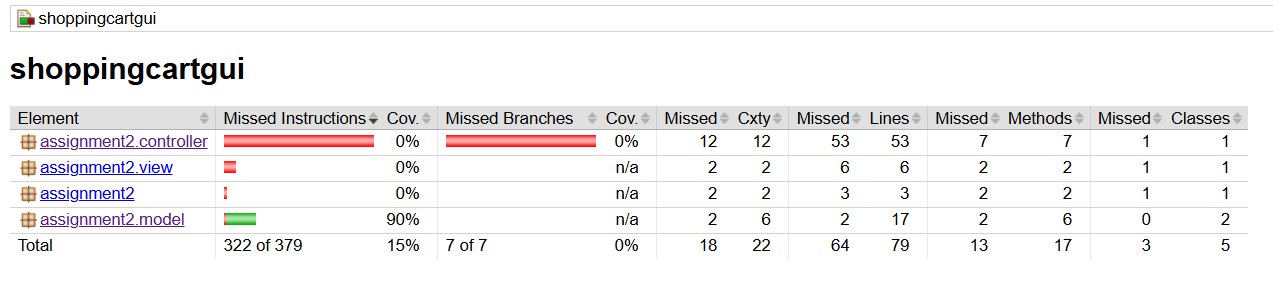 shoppingcartgui
shoppingcartgui
Element Missed Instructions Cov. Missed Branches Cov. Missed Cxty Missed Lines Missed Methods Missed Classes
assignment2.controller 0% 0% 12 12 53 53 7 7 1 1
assignment2.view 0% n/a 2 2 6 6 2 2 1 1
assignment2 0% n/a 2 2 3 3 2 2 1 1
assignment2.model 90% n/a 2 6 2 17 2 6 0 2
Total 322 of 379 15% 7 of 7 0% 18 22 64 79 13 17 3 5